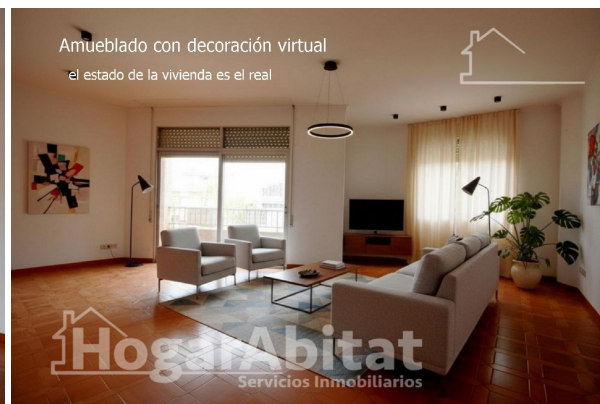 Amueblado con decoración virtual
el estado de la vivienda es el real
HogarAbitat
Servicios Inmobiliarios